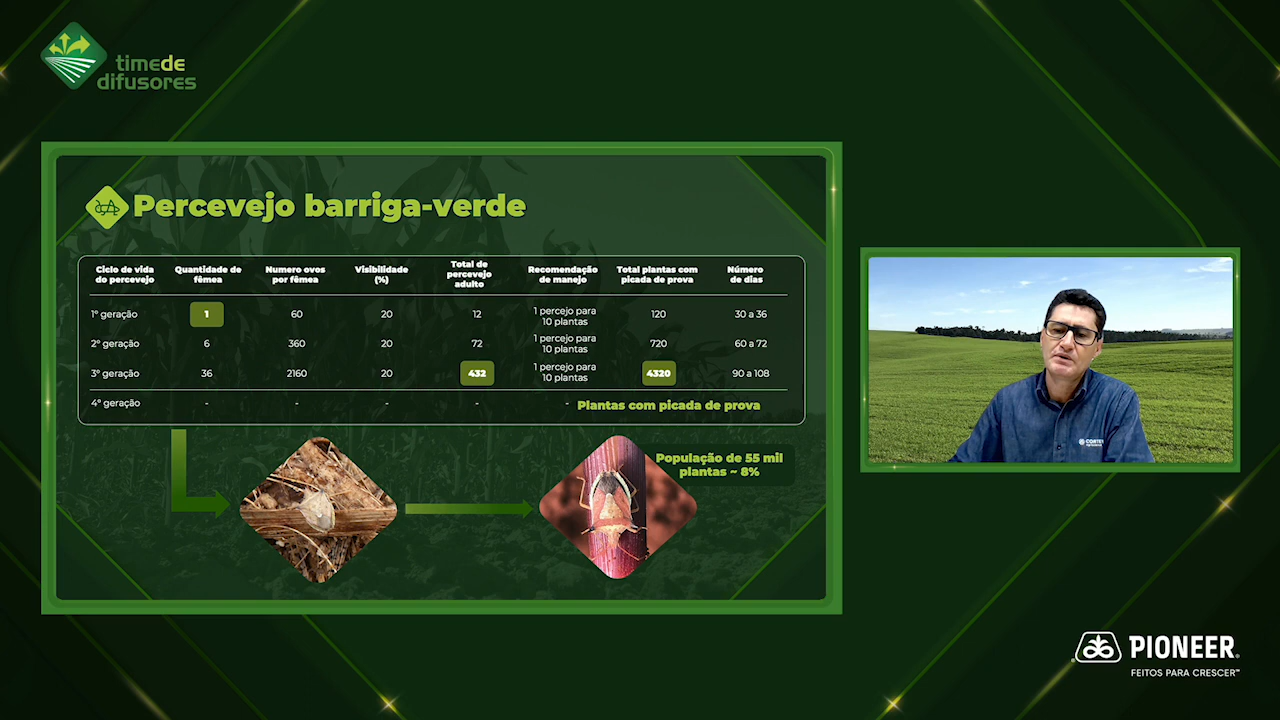 timede
difusores
Percevejo barriga-verde
Ciclo de vida
do percevejo
Quantidade de
fêmea
Numero ovos
por fêmea
Visibilidade
(%)
Total de
percevejo
adulto
Recomendação
de manejo
Total plantas com
picada de prova
Número
de dias
1º geração
1
60
20
12
1 percejo para
10 plantas
120
30 a 36
2º geração
6
360
20
72
1 percejo para
10 plantas
720
60 a 72
3º geração
36
2160
20
432
1 percejo para
10 plantas
4320
90 a 108
4º geração
-
-
-
-
-
Plantas com picada de prova
População de 55 mil
plantas ~ 8%
PIONEER
FEITOS PARA CRESCER™